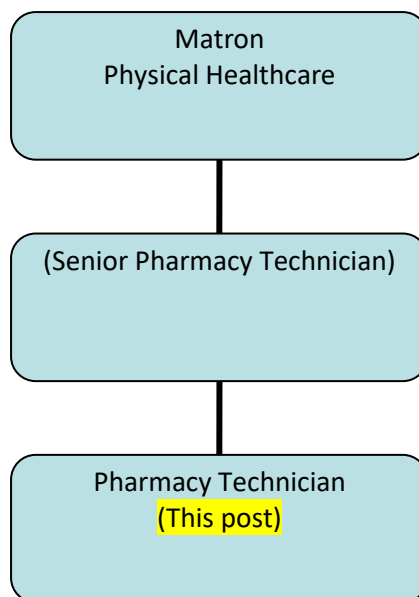 Matron
Physical Healthcare
(Senior Pharmacy Technician)
Pharmacy Technician
(This post)